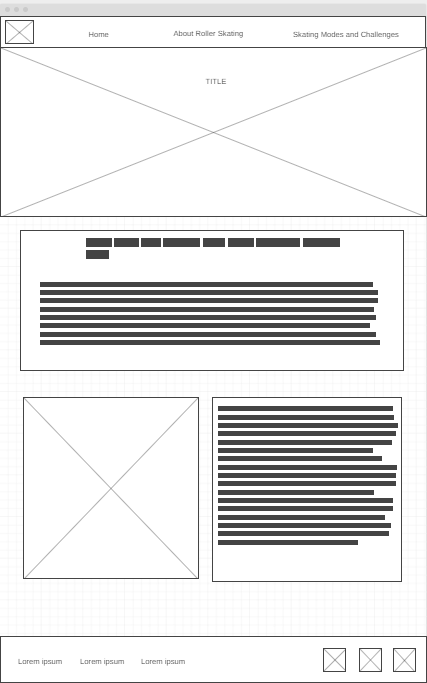 Home
About Roller Skating
Skating Modes and Challenges
TITLE
Lorem ipsum
Lorem ipsum
Lorem ipsum